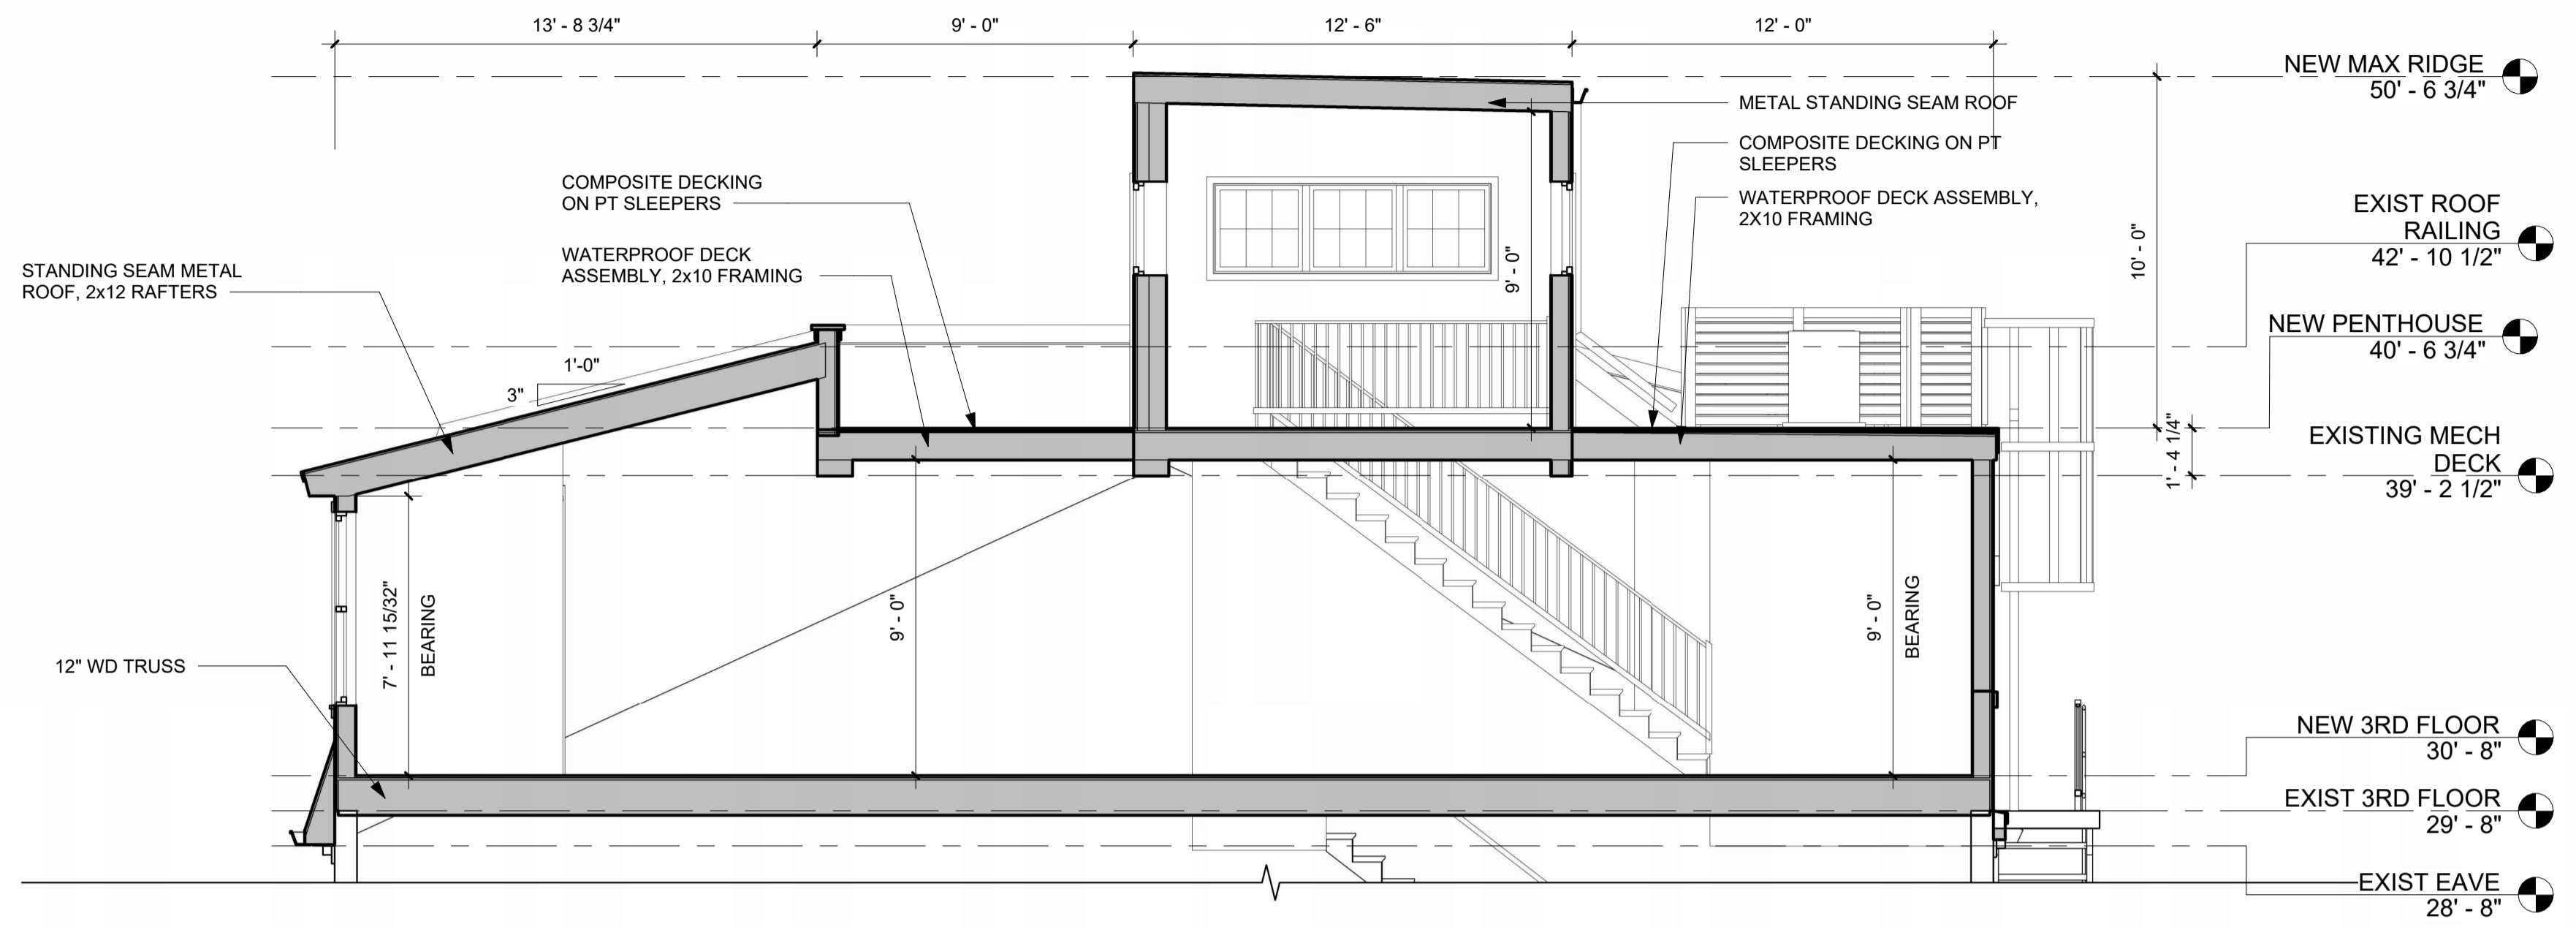 13' - 8 3/4"
9' - 0"
12' - 6"
12' - 0"
NEW MAX RIDGE
50' - 6 3/4"
METAL STANDING SEAM ROOF
COMPOSITE DECKING ON PT
SLEEPERS
WATERPROOF DECK ASSEMBLY,
2X10 FRAMING
COMPOSITE DECKING
ON PT SLEEPERS
WATERPROOF DECK
ASSEMBLY, 2x10 FRAMING
STANDING SEAM METAL
ROOF, 2x12 RAFTERS
EXIST ROOF
RAILING
42' - 10 1/2"
10' - 0"
9' - 0"
NEW PENTHOUSE
40' - 6 3/4"
1'-0"
3"
EXISTING MECH
DECK
39' - 2 1/2"
1' - 4 1/4"
7' - 11 15/32"
BEARING
9' - 0"
9' - 0"
BEARING
12" WD TRUSS
NEW 3RD FLOOR
30' - 8"
EXIST 3RD FLOOR
29' - 8"
EXIST EAVE
28' - 8"